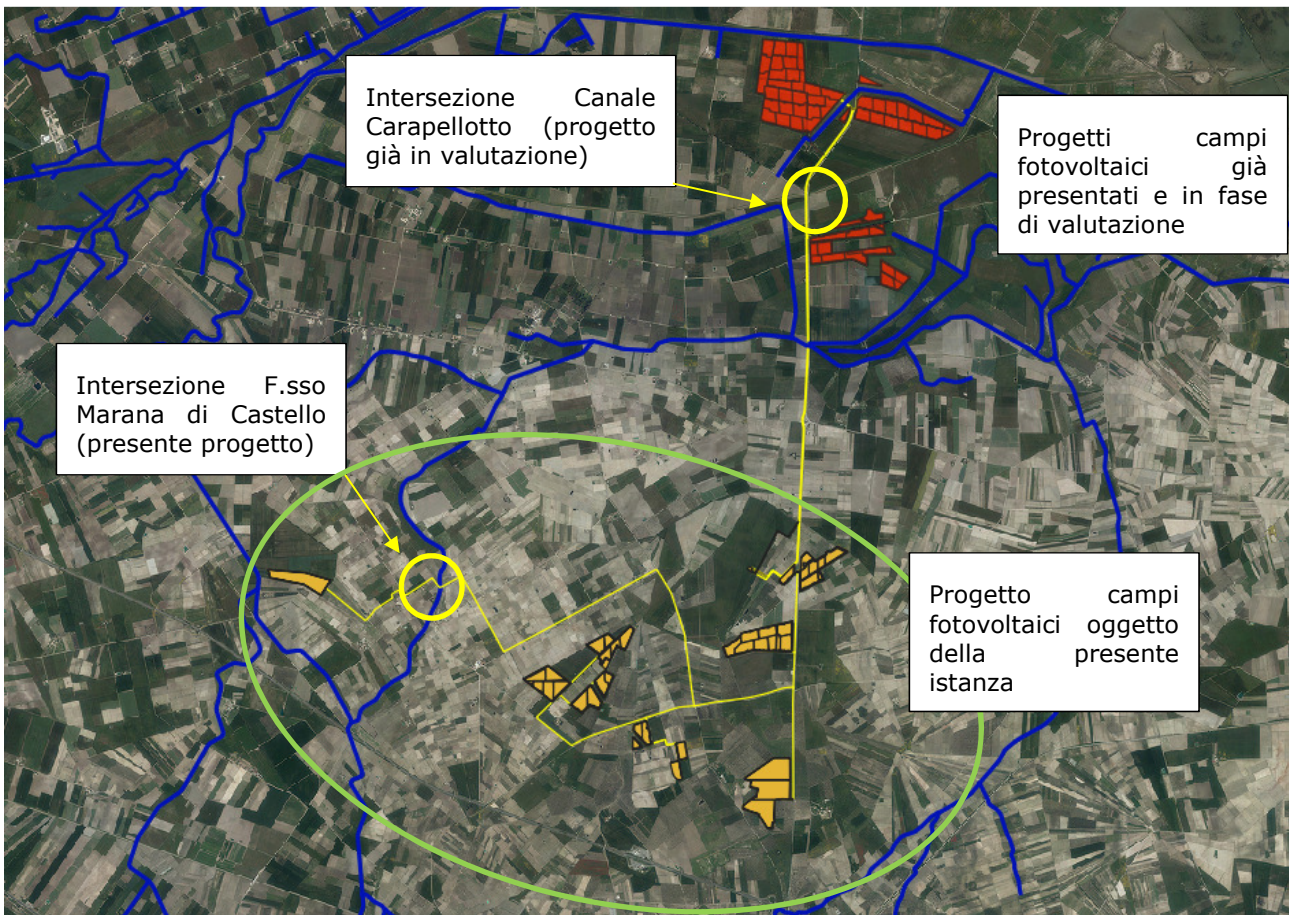 Intersezione Canale
Carapellotto (progetto
già in valutazione)
Progetti campi
fotovoltaici già
presentati e in fase
di valutazione
Intersezione F.sso
Marana di Castello
(presente progetto)
Progetto campi
fotovoltaici oggetto
della presente
istanza